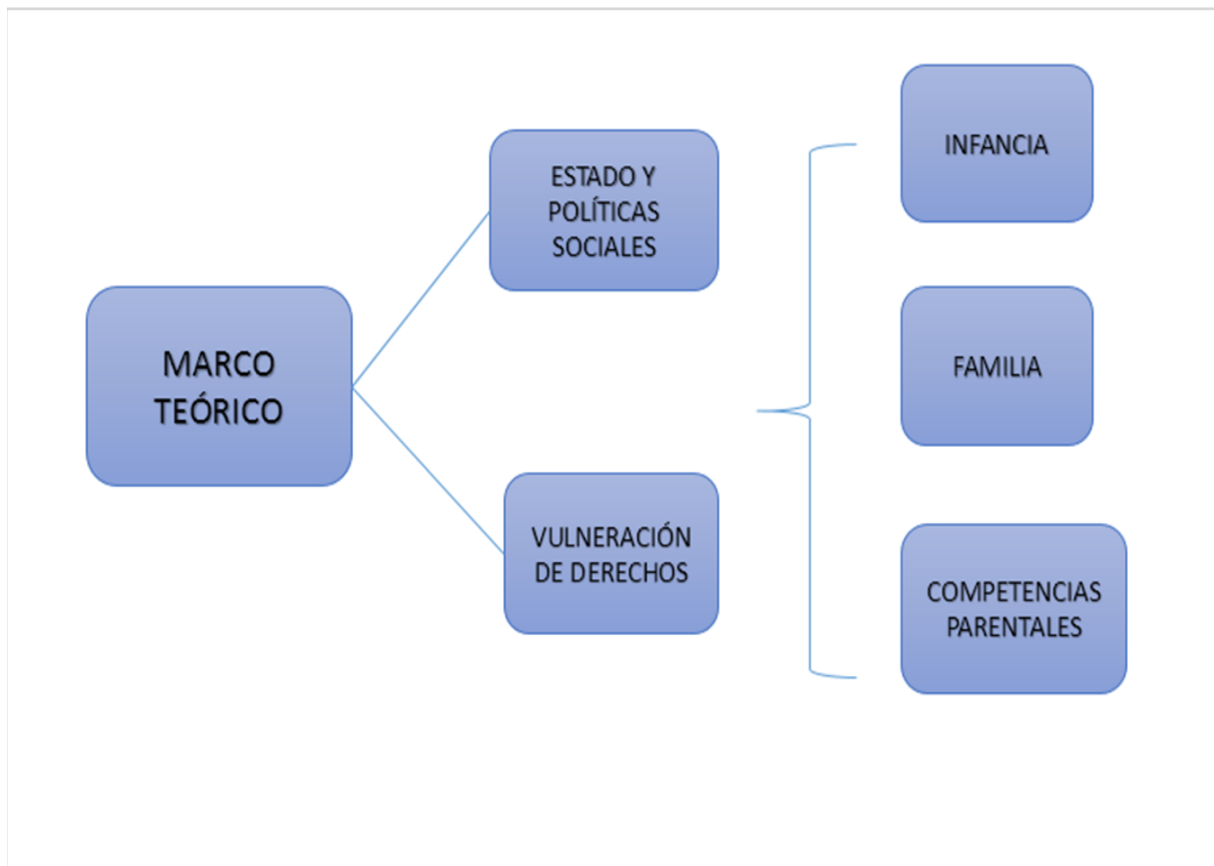 MARCO
TEÓRICO
ESTADO Y
POLÍTICAS
SOCIALES
VULNERACIÓN
DE DERECHOS
INFANCIA
FAMILIA
COMPETENCIAS
PARENTALES